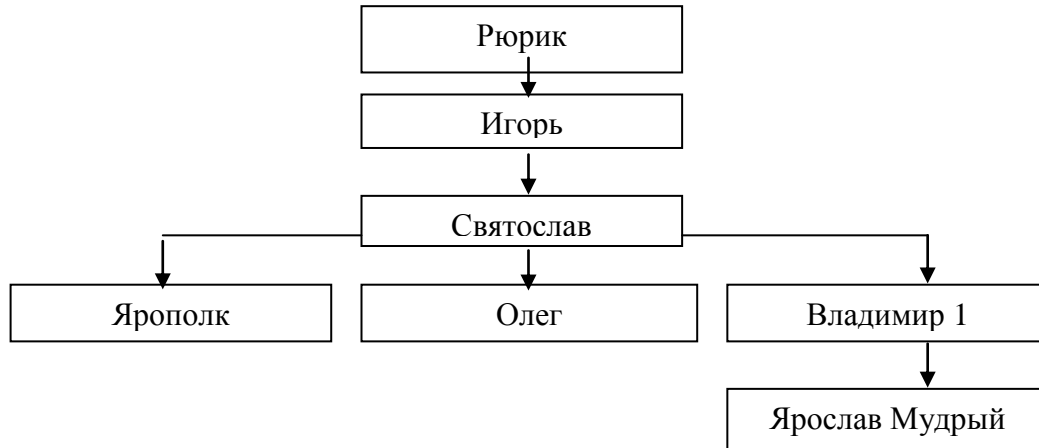 Рюрик
Игорь
Святослав
Ярополк
Олег
Владимир 1
Ярослав Мудрый